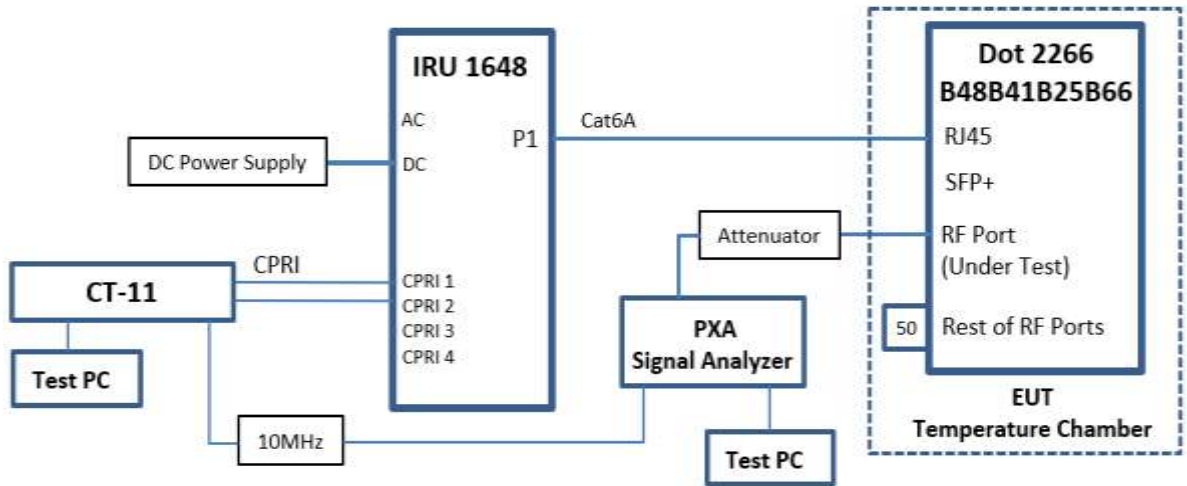 IRU 1648
AC
DC
P1
CPRI 1
CPRI 2
CPRI 3
CPRI 4
DC Power Supply
CPRI
CT-11
Test PC
10MHz
Cat6A
Attenuator
PXA
Signal Analyzer
Test PC
Dot 2266
B48B41B25B66
RJ45
SFP+
RF Port
(Under Test)
50
Rest of RF Ports
EUT
Temperature Chamber